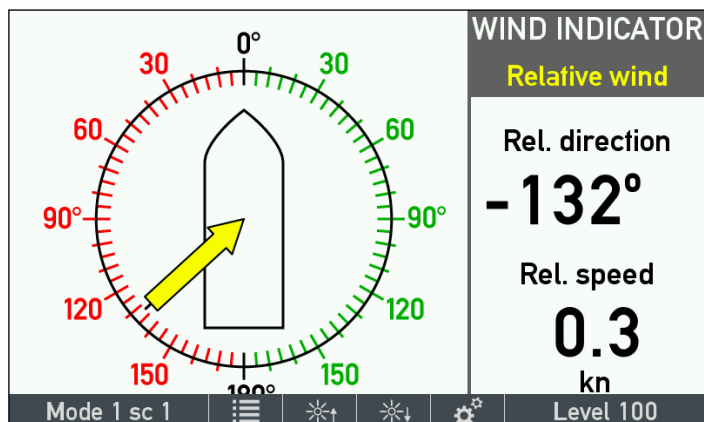 WIND INDICATOR
Relative wind
Rel. direction
-132°
Rel. speed
0.3
kn
0°
30 30
60 60
90° 90°
120 120
150 150
180°
Mode 1 sc 1 Level 100